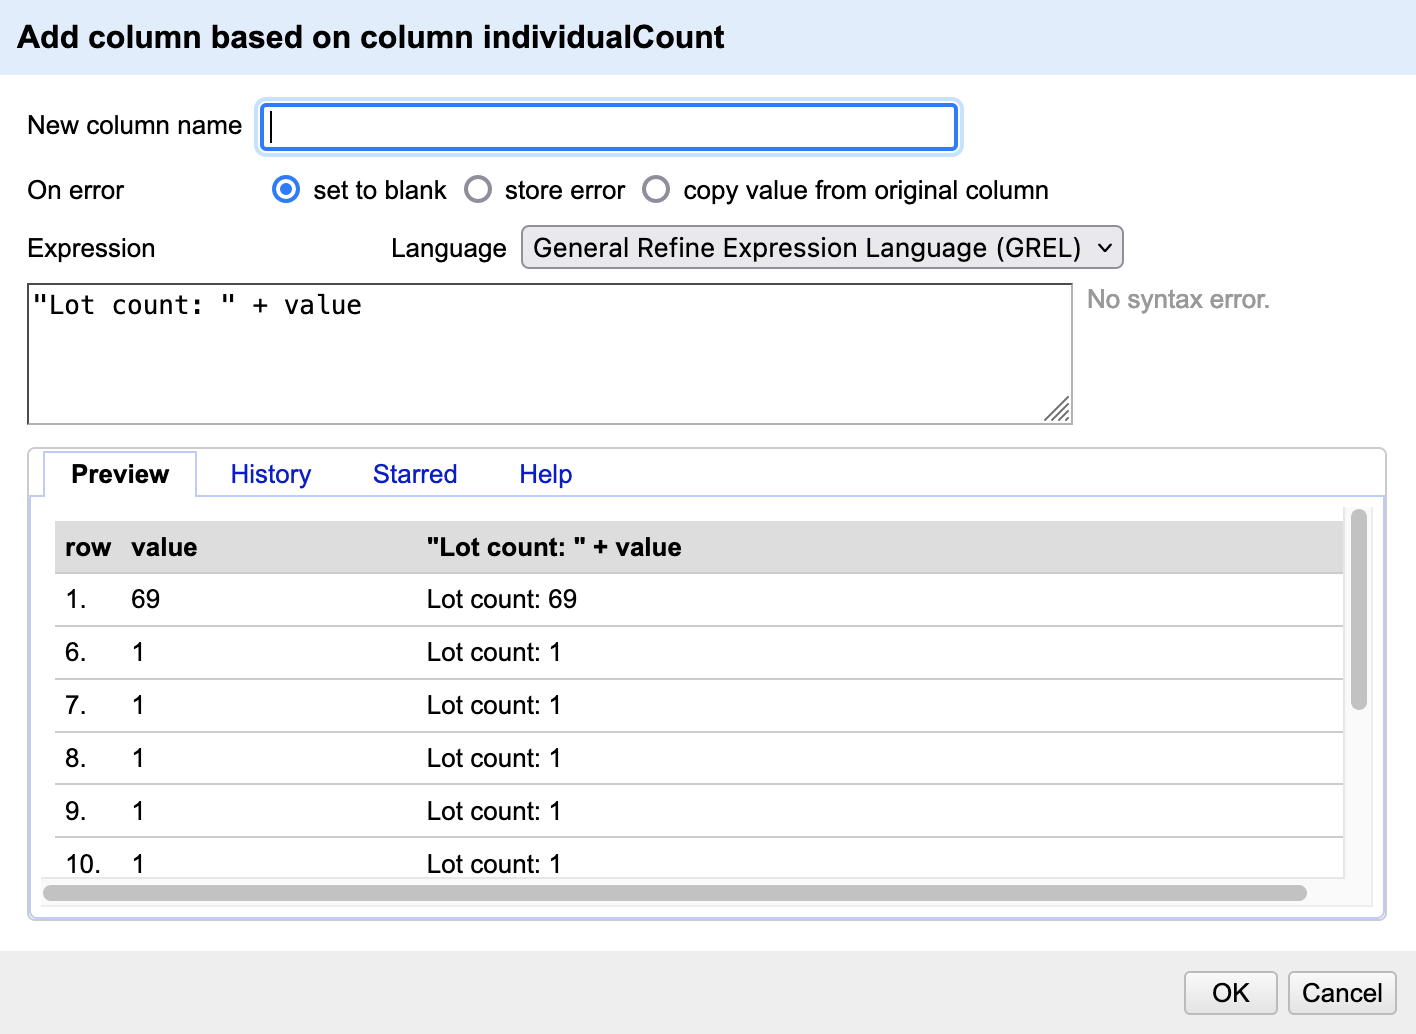 Add column based on column individualCount
New column name
On error set to blank store error copy value from original column
Expression Language General Refine Expression Language (GREL)
"Lot count: " + value
No syntax error.
Preview History Starred Help
row value "Lot count: " + value
1. 69 Lot count: 69
6. 1 Lot count: 1
7. 1 Lot count: 1
8. 1 Lot count: 1
9. 1 Lot count: 1
10. 1 Lot count: 1
OK Cancel